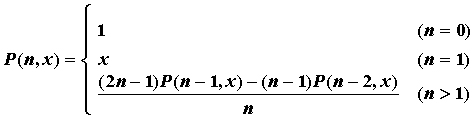 1 (n = 0)
P(n,x) = { x (n = 1)
(2n−1)P(n−1,x)−(n−1)P(n−2,x) (n > 1)
n